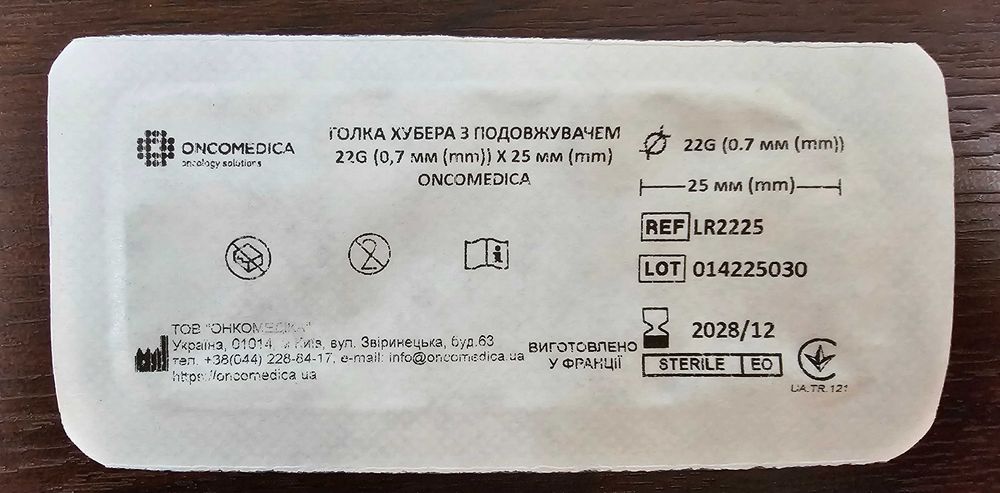 ONCOMEDICA
oncology solutions
ГОЛКА ХУБЕРА З ПОДОВЖУВАЧЕМ
22G (0,7 мм (mm)) X 25 мм (mm)
ONCOMEDICA
22G (0.7 мм (mm))
25 мм (mm)
REF LR2225
LOT 014225030
2028/12
STERILE EO
UA.TR.121
ВИГОТОВЛЕНО
У ФРАНЦІЇ
2
i
ТОВ "ОНКОМЕДІКА"
Україна, 01014, м Київ, вул. Звіринецька, буд.63
тел. +38(044) 228-84-17, e-mail: info@oncomedica.ua
https://oncomedica.ua